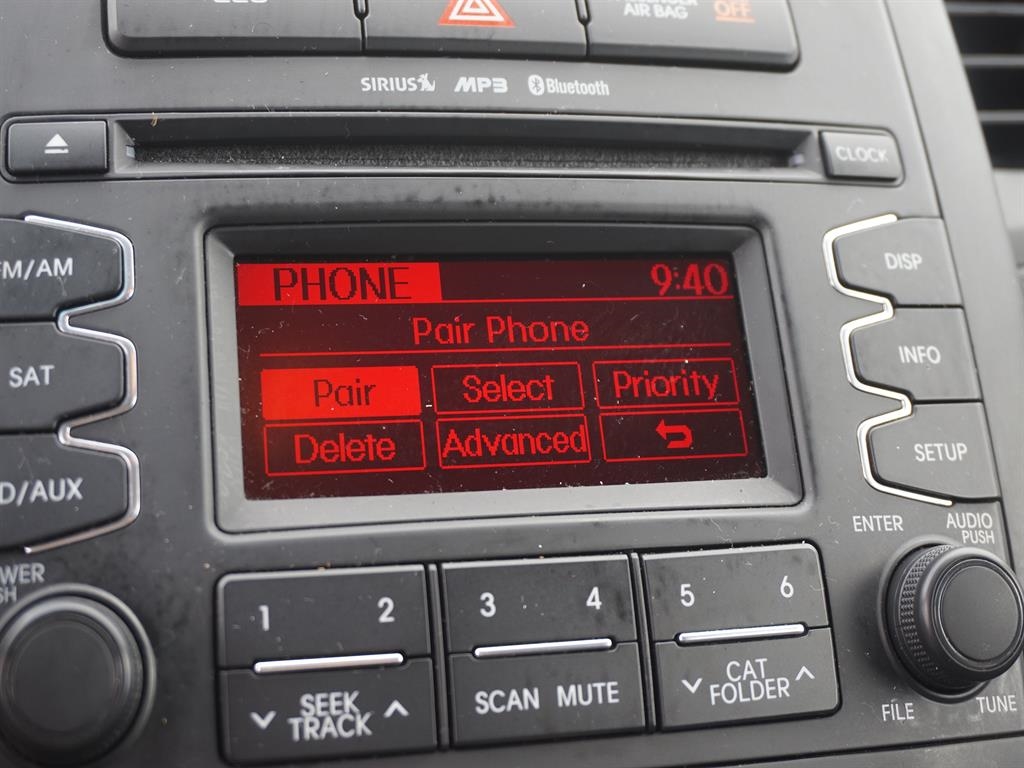 AIR BAG OFF
SIRIUS MP3 Bluetooth
CLOCK
FM/AM
SAT
D/AUX
DISP
INFO
SETUP
PHONE 9:40
Pair Phone
Pair Select Priority
Delete Advanced
ENTER AUDIO
PUSH
1 2 3 4 5 6
SEEK
TRACK
SCAN MUTE
CAT
FOLDER
FILE TUNE